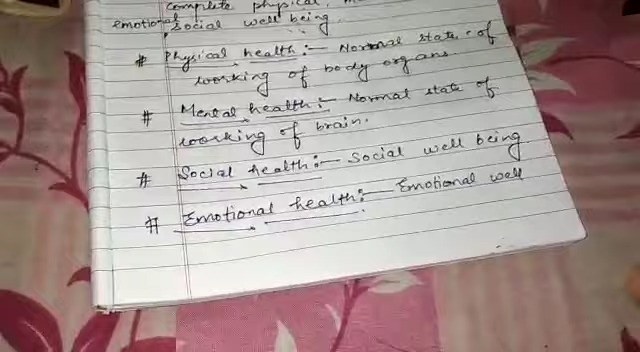 complete physical,
emotional, social well being.
# Physical health :- Normal state of
working of body organs.
# Mental health :- Normal state of
working of brain.
# Social health :- Social well being
# Emotional health :- Emotional well